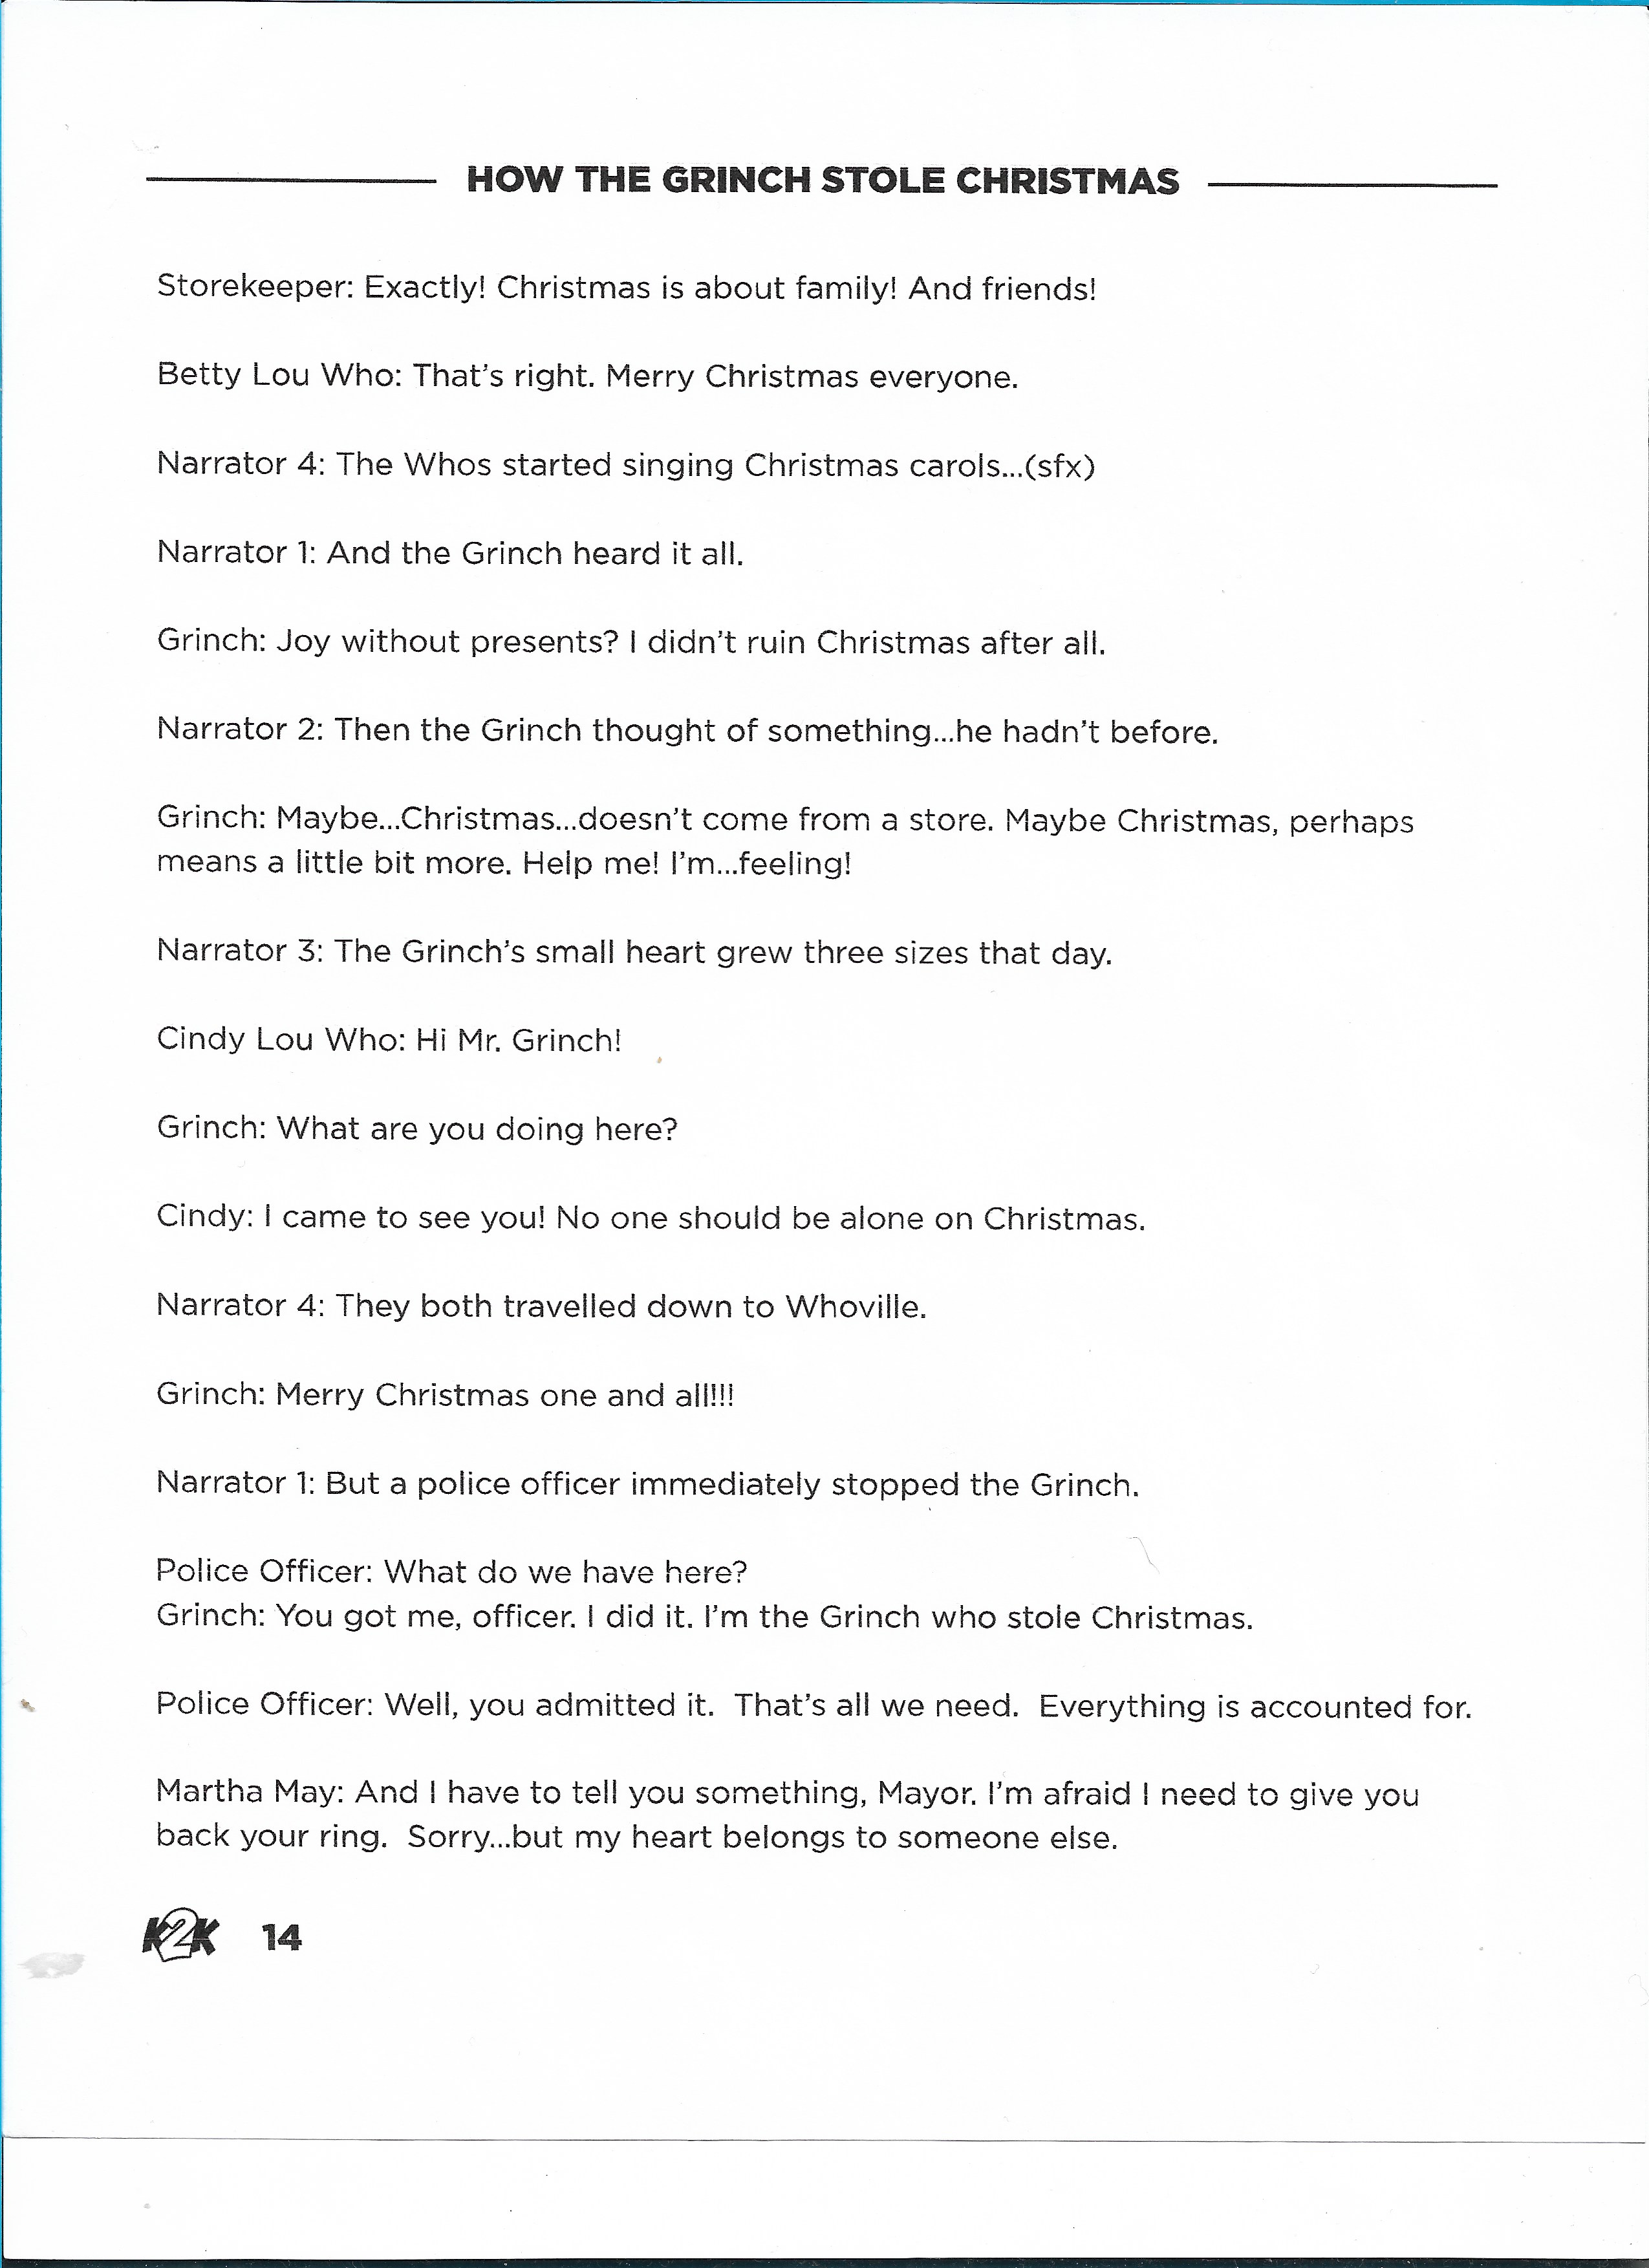 HOW THE GRINCH STOLE CHRISTMAS
Storekeeper: Exactly! Christmas is about family! And friends!
Betty Lou Who: That's right. Merry Christmas everyone.
Narrator 4: The Whos started singing Christmas carols...(sfx)
Narrator 1: And the Grinch heard it all.
Grinch: Joy without presents? I didn't ruin Christmas after all.
Narrator 2: Then the Grinch thought of something...he hadn't before.
Grinch: Maybe...Christmas...doesn't come from a store. Maybe Christmas, perhaps
means a little bit more. Help me! I'm...feeling!
Narrator 3: The Grinch's small heart grew three sizes that day.
Cindy Lou Who: Hi Mr. Grinch!
Grinch: What are you doing here?
Cindy: I came to see you! No one should be alone on Christmas.
Narrator 4: They both travelled down to Whoville.
Grinch: Merry Christmas one and all!!!
Narrator 1: But a police officer immediately stopped the Grinch.
Police Officer: What do we have here?
Grinch: You got me, officer. I did it. I'm the Grinch who stole Christmas.
Police Officer: Well, you admitted it.  That's all we need.  Everything is accounted for.
Martha May: And I have to tell you something, Mayor. I'm afraid I need to give you
back your ring.  Sorry...but my heart belongs to someone else.
K2K 14